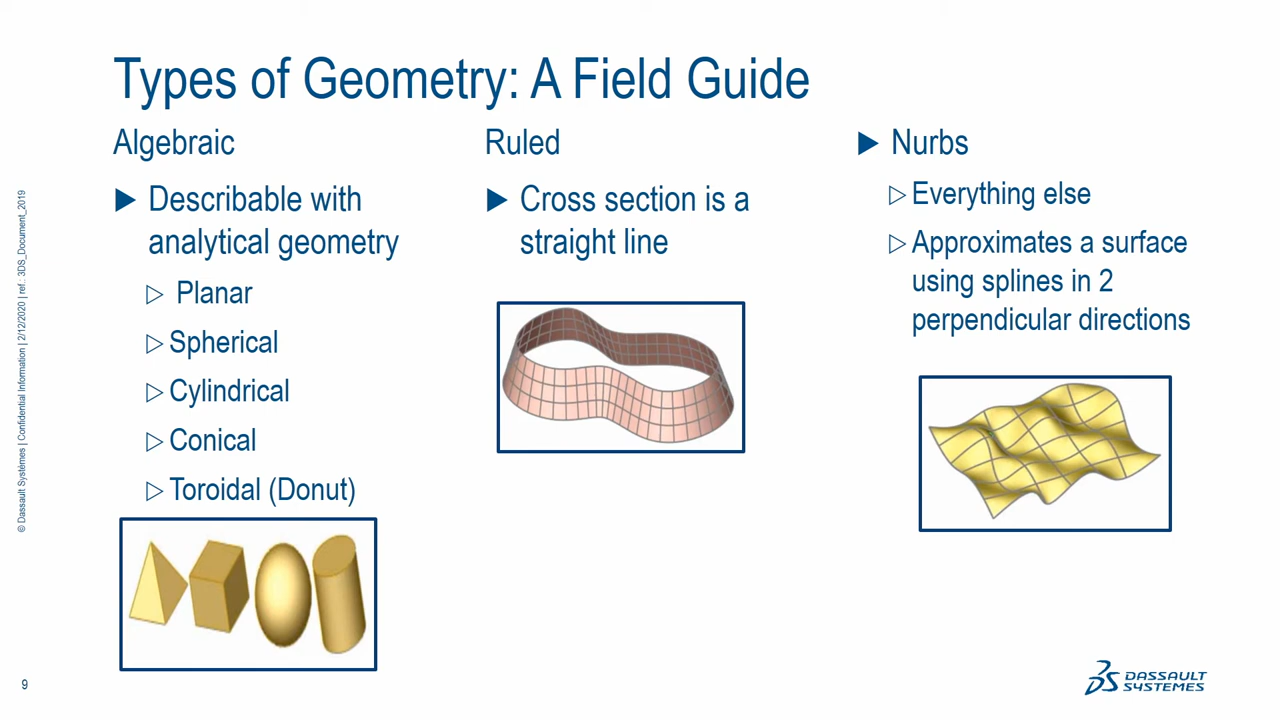 Types of Geometry: A Field Guide
Algebraic
Describable with
analytical geometry
Planar
Spherical
Cylindrical
Conical
Toroidal (Donut)
Ruled
Cross section is a
straight line
Nurbs
Everything else
Approximates a surface
using splines in 2
perpendicular directions
© Dassault Systèmes | Confidential Information | 2/12/2020 | ref.: 3DS_Document_2019
9
DASSAULT
SYSTEMES